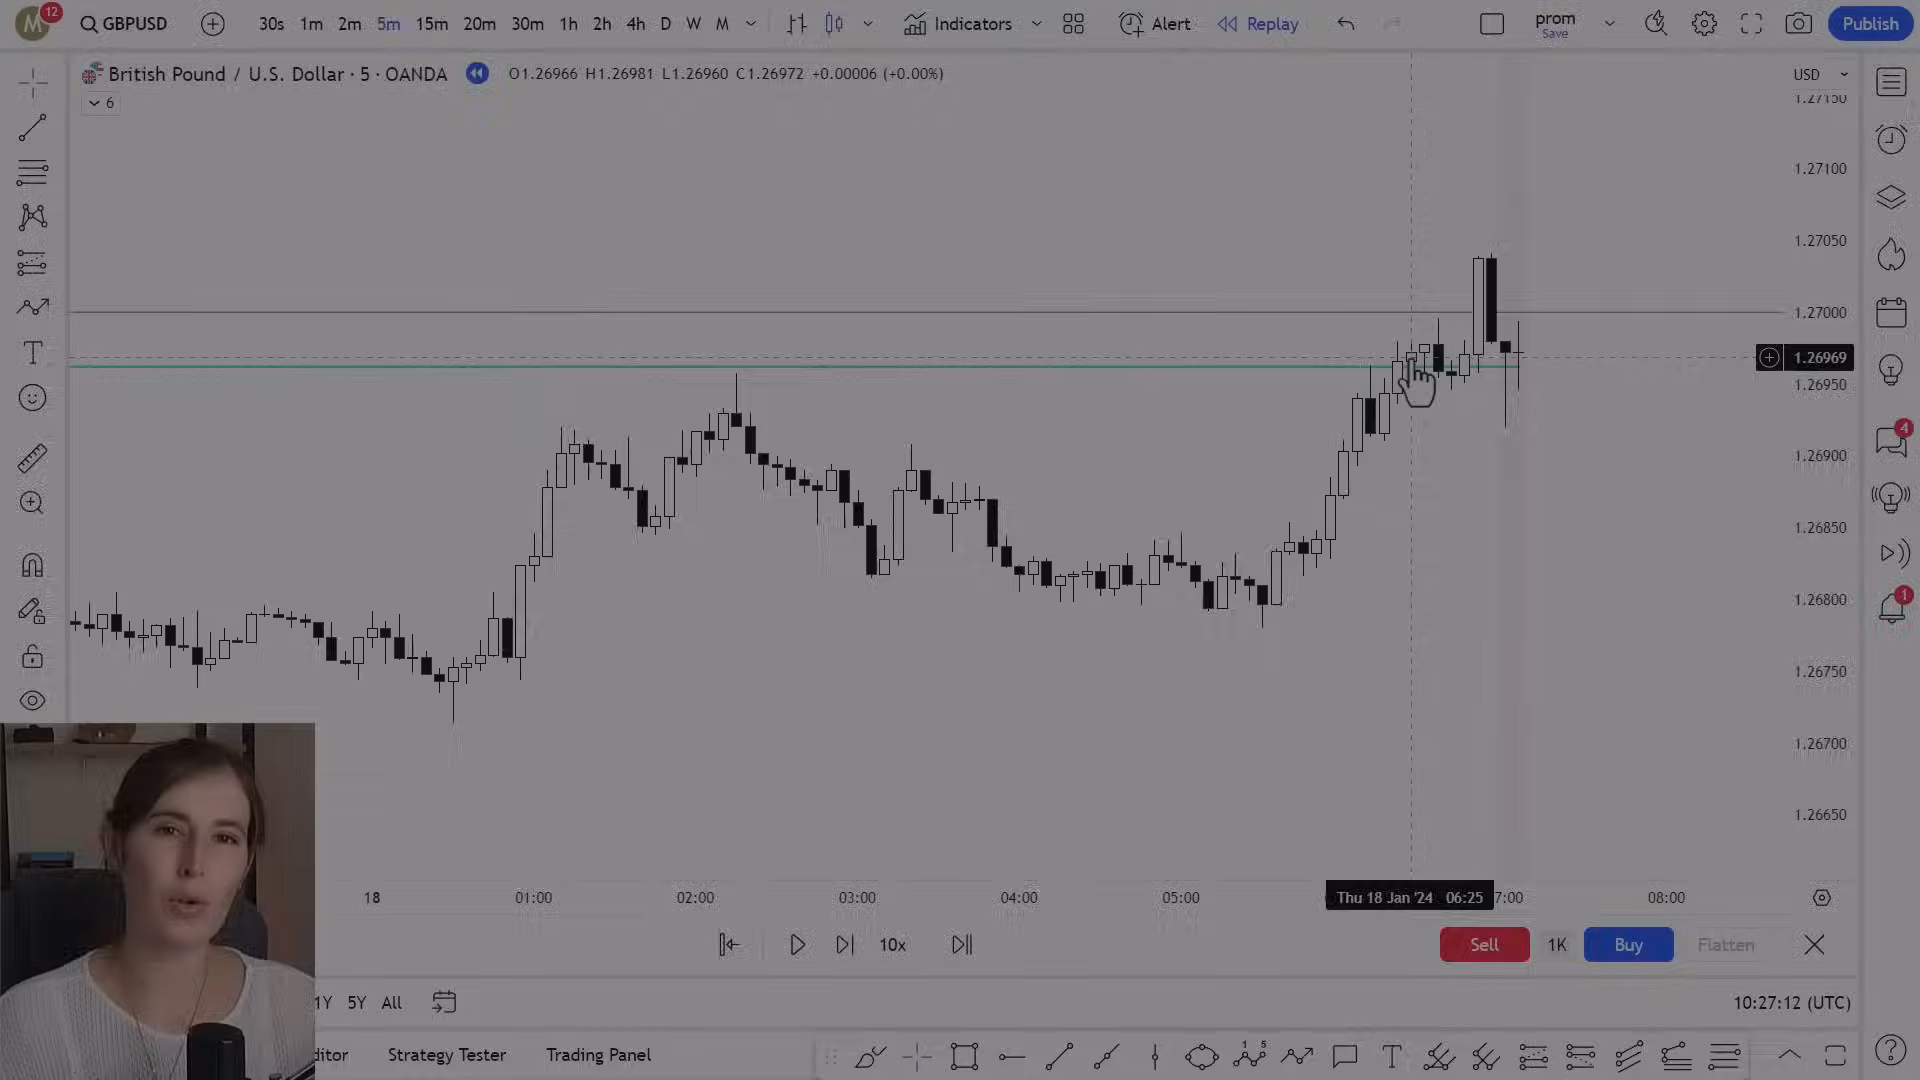 M 12 GBPUSD 30s 1m 2m 5m 15m 20m 30m 1h 2h 4h D W M Indicators Alert Replay prom Save Publish
British Pound / U.S. Dollar · 5 · OANDA O1.26966 H1.26981 L1.26960 C1.26972 +0.00006 (+0.00%) USD
6
1.27150
1.27100
1.27050
1.27000
1.26969
1.26950
1.26900
1.26850
1.26800
1.26750
1.26700
1.26650
4
1
18 01:00 02:00 03:00 04:00 05:00 Thu 18 Jan '24 06:25 7:00 08:00
10x Sell 1K Buy Flatten
1Y 5Y All 10:27:12 (UTC)
ditor Strategy Tester Trading Panel